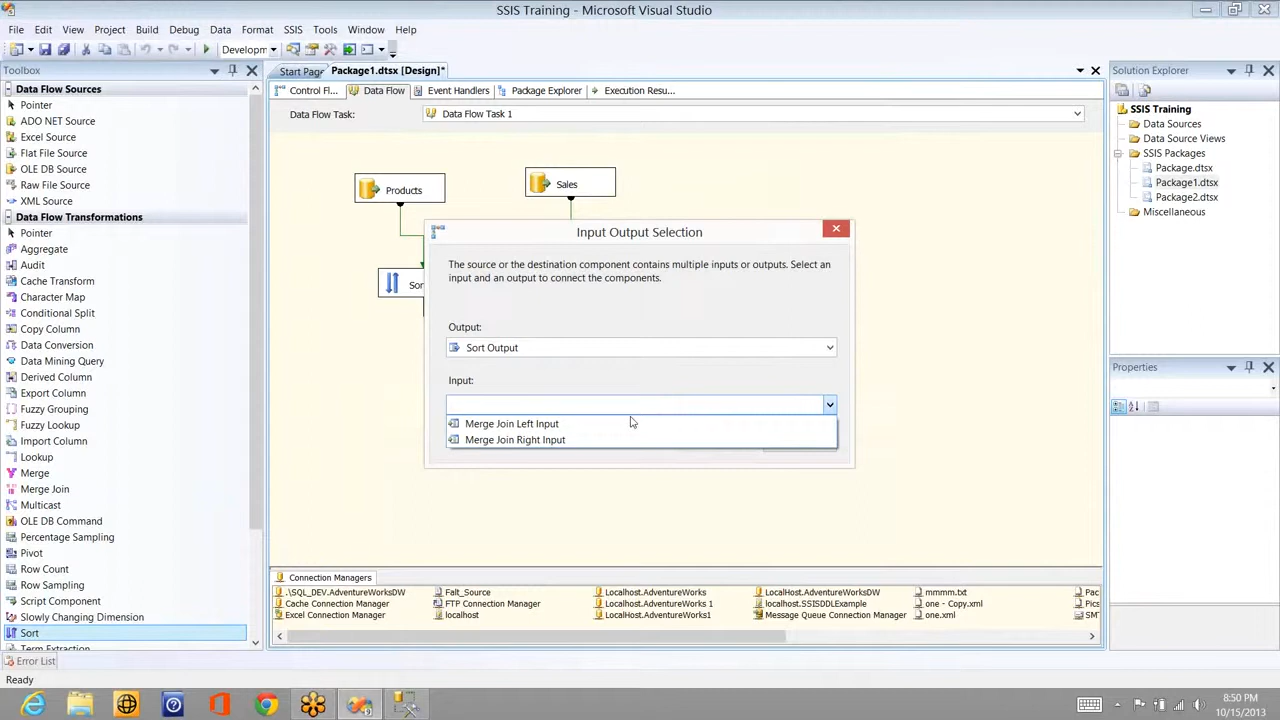 SSIS Training - Microsoft Visual Studio
File Edit View Project Build Debug Data Format SSIS Tools Window Help
Developm
Toolbox
Data Flow Sources
Pointer
ADO NET Source
Excel Source
Flat File Source
OLE DB Source
Raw File Source
XML Source
Data Flow Transformations
Pointer
Aggregate
Audit
Cache Transform
Character Map
Conditional Split
Copy Column
Data Conversion
Data Mining Query
Derived Column
Export Column
Fuzzy Grouping
Fuzzy Lookup
Import Column
Lookup
Merge
Merge Join
Multicast
OLE DB Command
Percentage Sampling
Pivot
Row Count
Row Sampling
Script Component
Slowly Changing Dimension
Sort
Term Extraction
Error List
Ready
Start Page Package1.dtsx [Design]*
Control Fl... Data Flow Event Handlers Package Explorer Execution Resu...
Data Flow Task: Data Flow Task 1
Products
Sales
Sor
Input Output Selection
The source or the destination component contains multiple inputs or outputs. Select an
input and an output to connect the components.
Output:
Sort Output
Input:
Merge Join Left Input
Merge Join Right Input
Connection Managers
.\SQL_DEV.AdventureWorksDW Falt_Source LocalHost.AdventureWorks LocalHost.AdventureWorksDW mmmm.txt Pac
Cache Connection Manager FTP Connection Manager LocalHost.AdventureWorks 1 localhost.SSISDDLExample one - Copy.xml Pics
Excel Connection Manager localhost LocalHost.AdventureWorks1 Message Queue Connection Manager one.xml SM
Solution Explorer
SSIS Training
Data Sources
Data Source Views
SSIS Packages
Package.dtsx
Package1.dtsx
Package2.dtsx
Miscellaneous
Properties
8:50 PM
10/15/2013